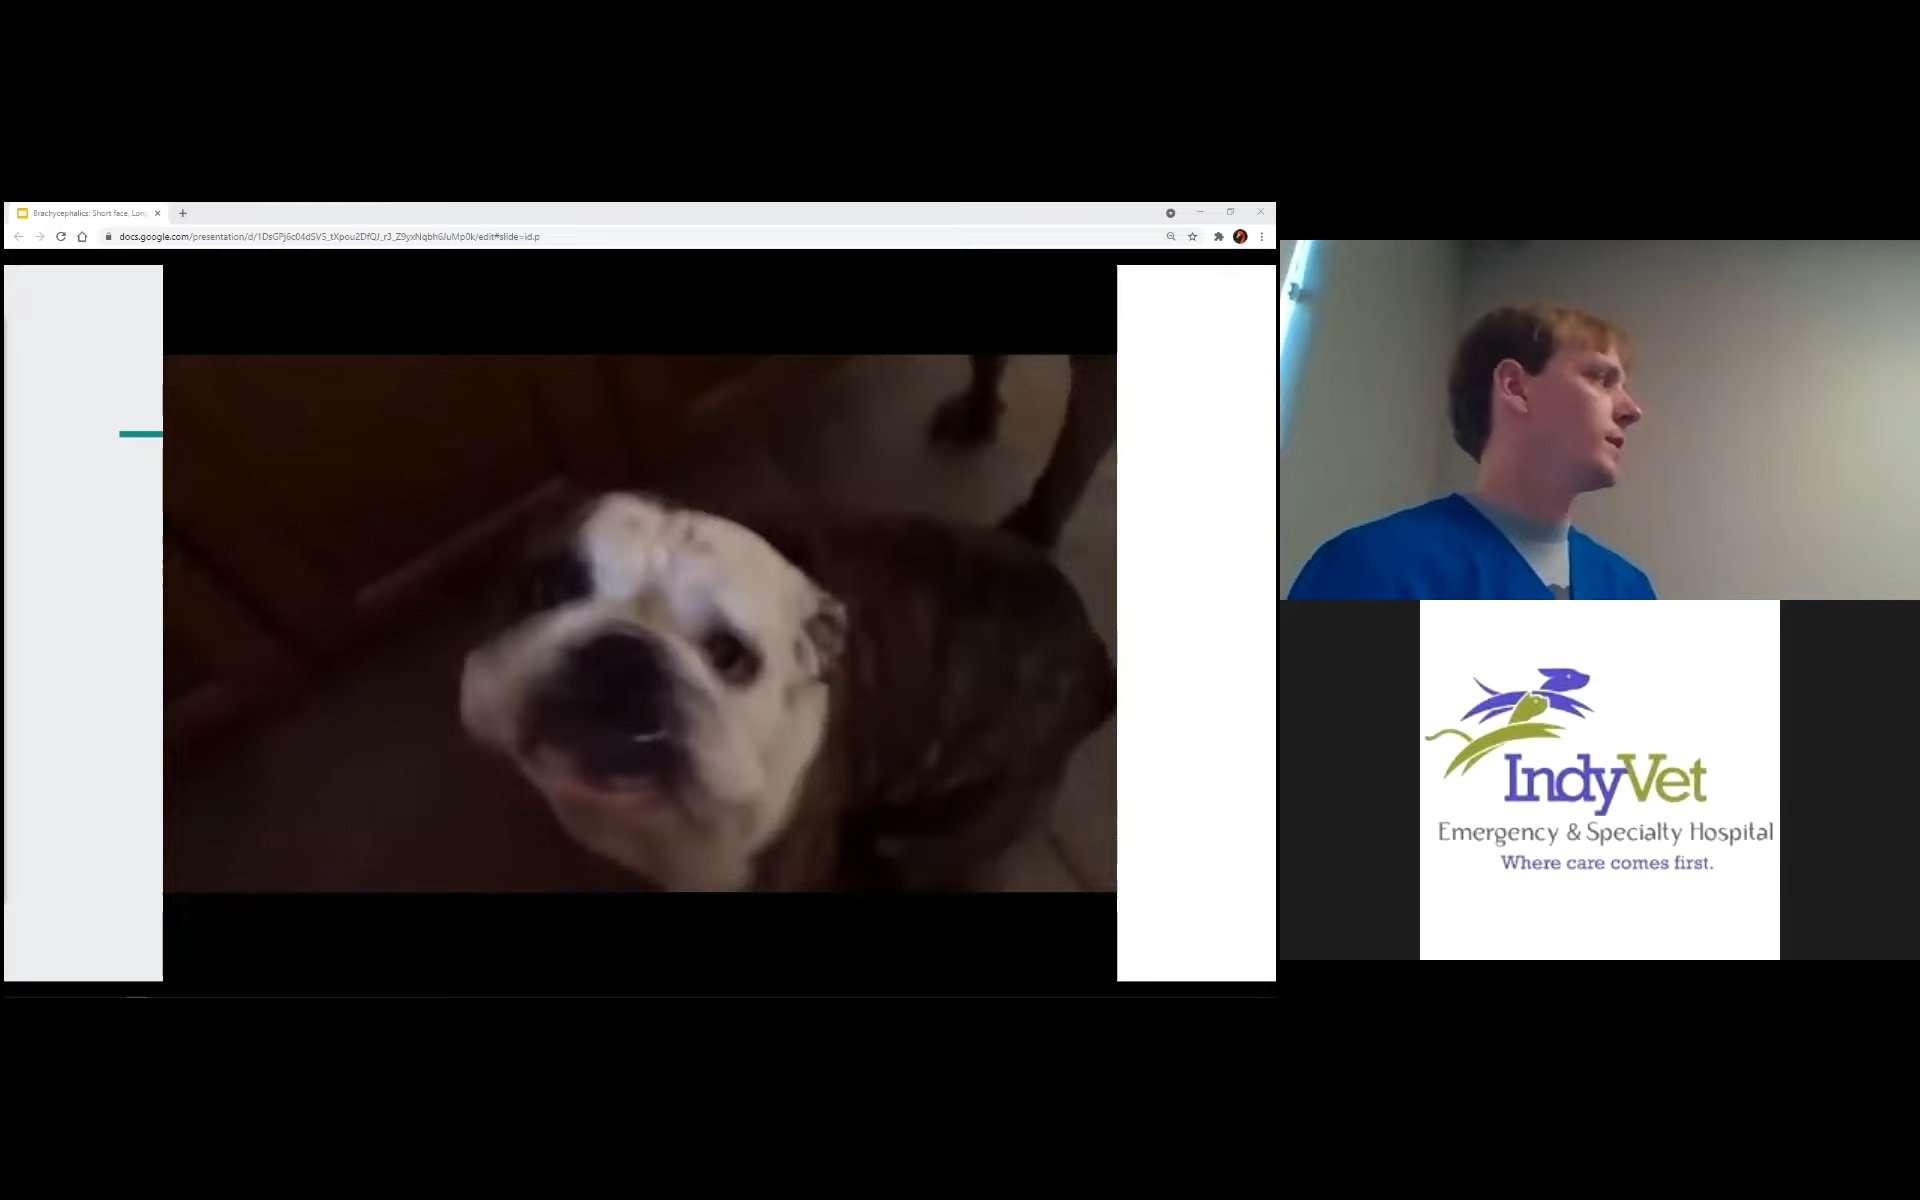 Brachycephalics: Short face, Long
docs.google.com/presentation/d/1DsGPj6c04dSV5_tXpou2DfQJ_r3_Z9yxNqbh6JuMp0k/edit#slide=id.p
IndyVet
Emergency & Specialty Hospital
Where care comes first.